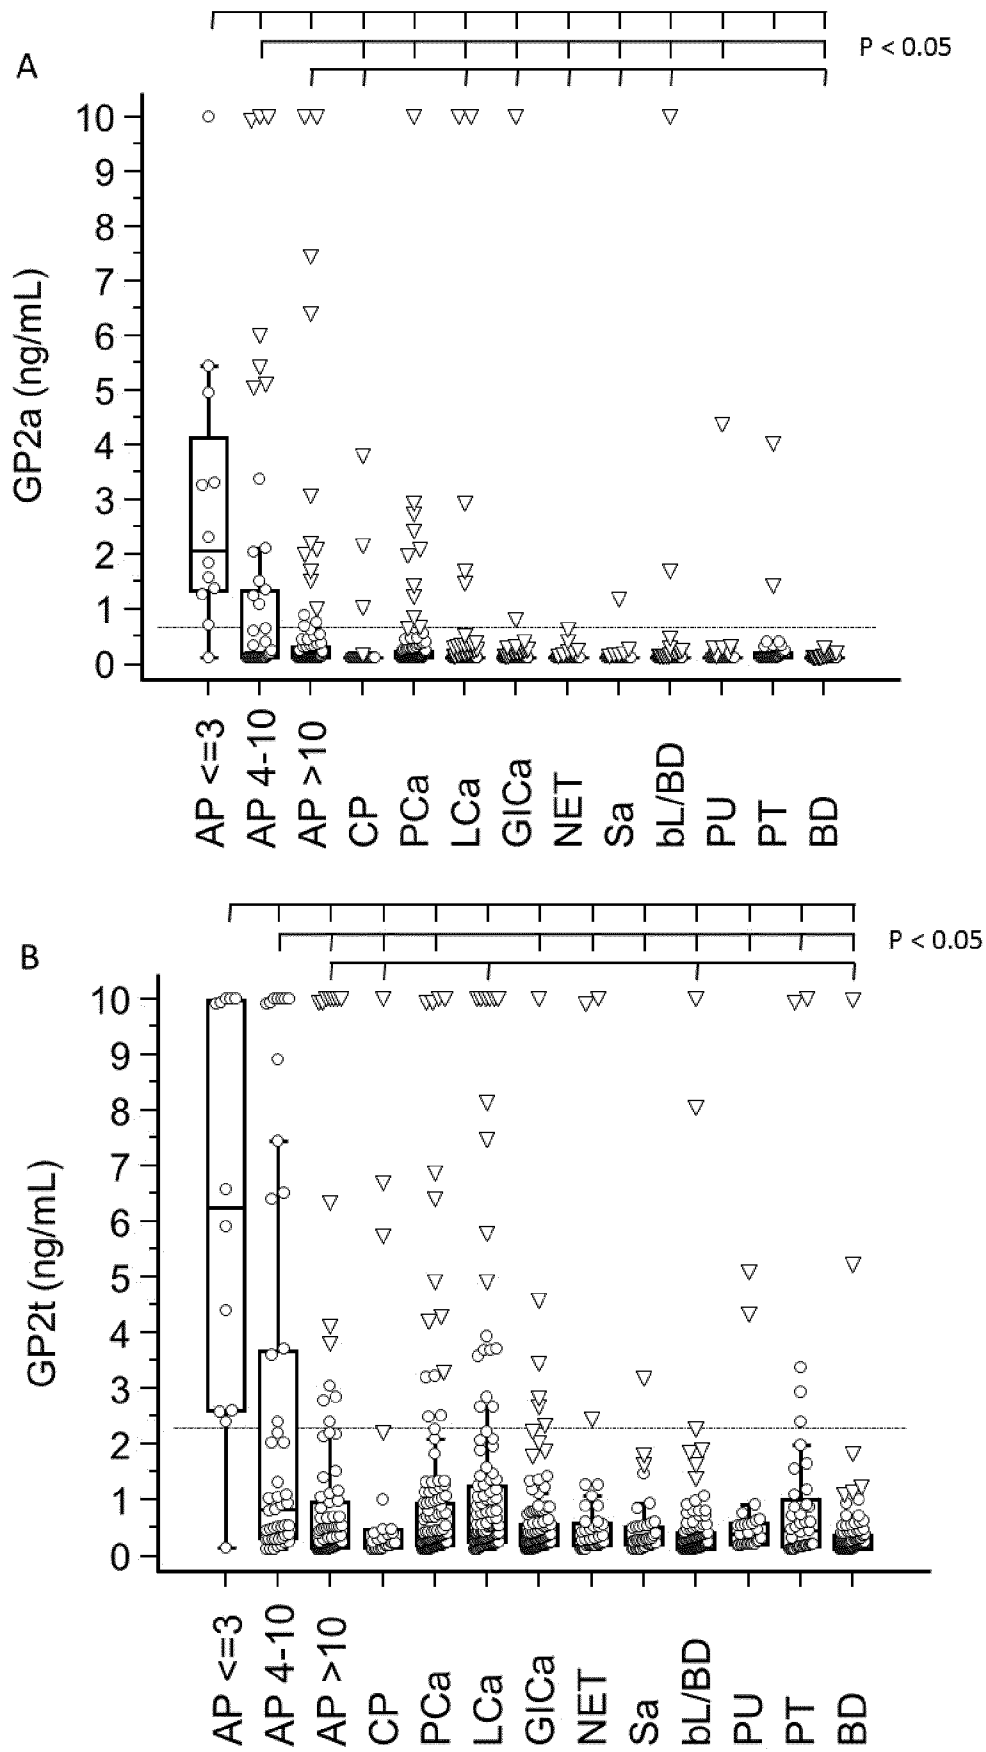 P < 0.05
A
10
9
8
7
6
5
4
3
2
1
0
GP2a (ng/mL)
AP <=3
AP 4-10
AP >10
CP
PCa
LCa
GICa
NET
Sa
bL/BD
PU
PT
BD
P < 0.05
B
10
9
8
7
6
5
4
3
2
1
0
GP2t (ng/mL)
AP <=3
AP 4-10
AP >10
CP
PCa
LCa
GICa
NET
Sa
bL/BD
PU
PT
BD